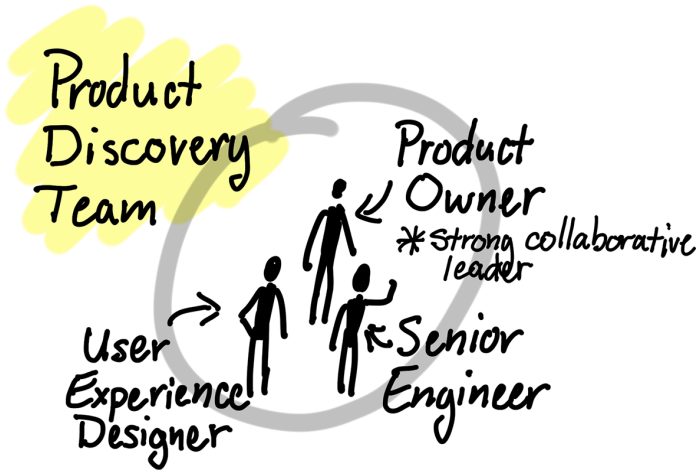 Product
Discovery
Team
Product
Owner
* Strong collaborative
leader
User
Experience
Designer
Senior
Engineer